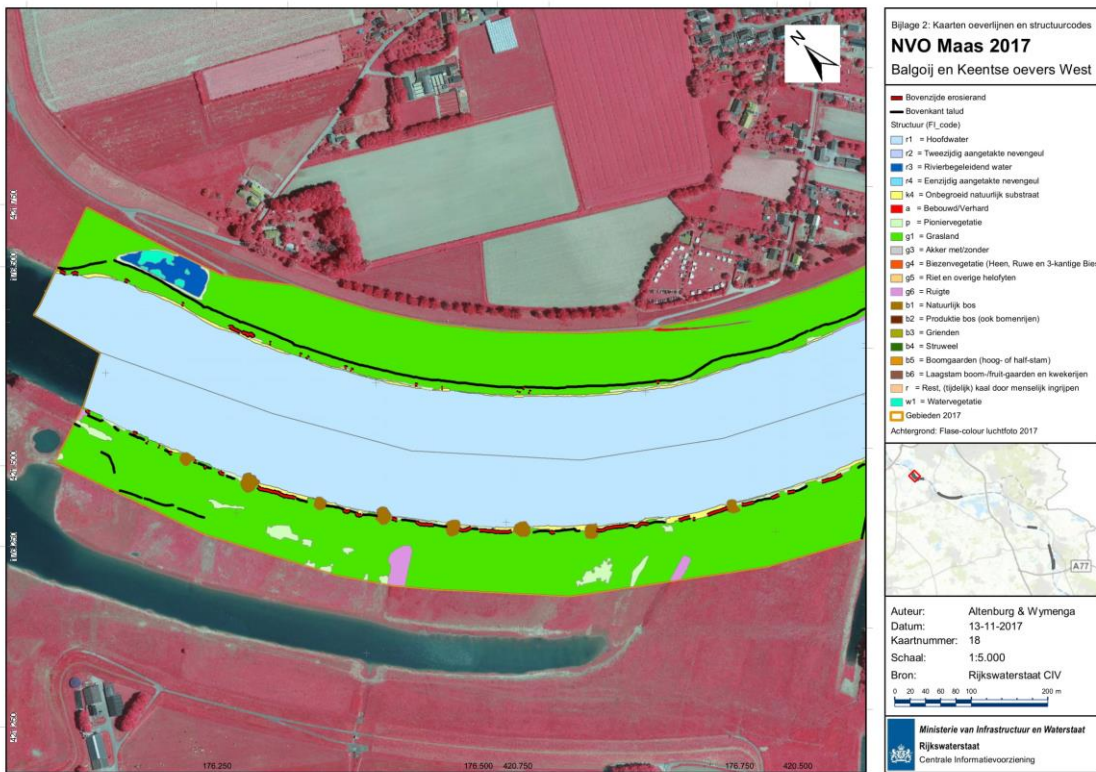 Bijlage 2: Kaarten oeverlijnen en structuurcodes
NVO Maas 2017
Balgoij en Keentse oevers West
N
Bovenzijde erosierand
Bovenkant talud
Structuur (Fl_code)
r1 = Hoofdwater
r2 = Tweezijdig aangetakte nevengeul
r3 = Rivierbegeleidend water
r4 = Eenzijdig aangetakte nevengeul
k4 = Onbegroeid natuurlijk substraat
a = Bebouwd/Verhard
p = Pioniervegetatie
g1 = Grasland
g3 = Akker met/zonder
g4 = Biezenvegetatie (Heen, Ruwe en 3-kantige Bies
g5 = Riet en overige helofyten
g6 = Ruigte
b1 = Natuurlijk bos
b2 = Produktie bos (ook bomenrijen)
b3 = Grienden
b4 = Struweel
b5 = Boomgaarden (hoog- of half-stam)
b6 = Laagstam boom-/fruit-gaarden en kwekerijen
r = Rest, (tijdelijk) kaal door menselijk ingrijpen
w1 = Watervegetatie
Gebieden 2017
Achtergrond: Flase-colour luchtfoto 2017
A77
Auteur: Altenburg & Wymenga
Datum: 13-11-2017
Kaartnummer: 18
Schaal: 1:5.000
Bron: Rijkswaterstaat CIV
0 20 40 60 80 100 200 m
Ministerie van Infrastructuur en Waterstaat
Rijkswaterstaat
Centrale Informatievoorziening
176.250
176.500
420.750
176.750
420.500